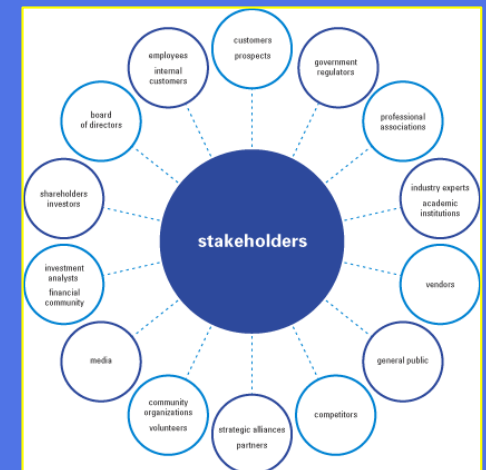 customers
prospects
government
regulators
professional
associations
industry experts
academic
institutions
vendors
general public
competitors
strategic alliances
partners
community
organizations
volunteers
media
investment
analysts
financial
community
shareholders
investors
board
of directors
employees
internal
customers
stakeholders